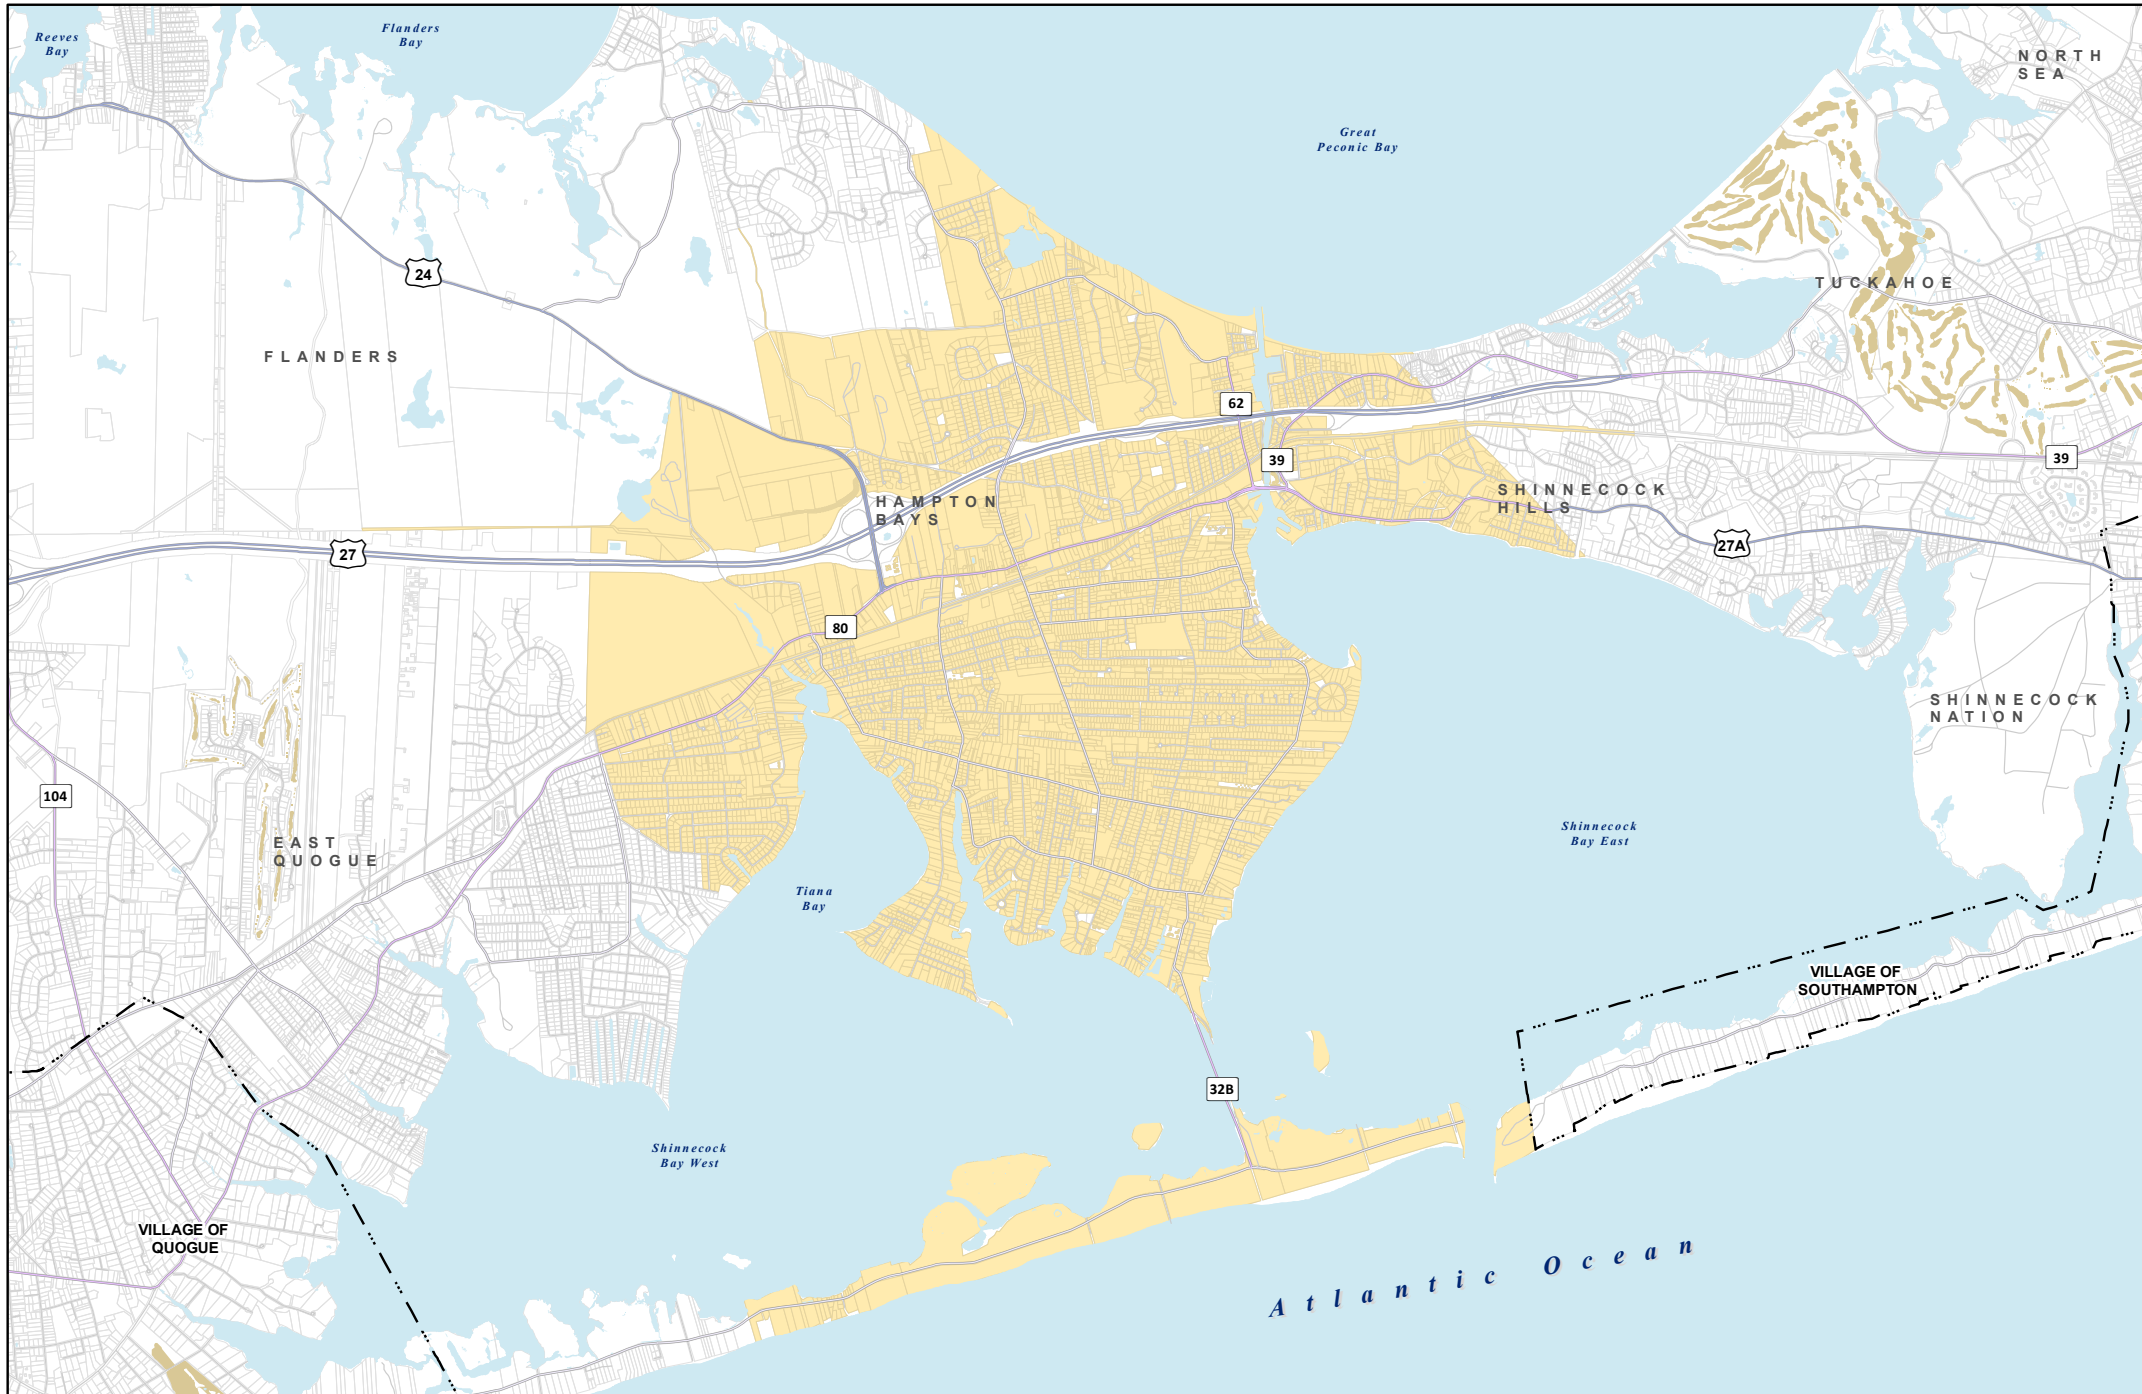 Reeves
Bay
Flanders
Bay
NORTH
SEA
Great
Peconic Bay
24
TUCKAHOE
FLANDERS
62
39
39
HAMPTON
BAYS
SHINNECOCK
HILLS
27
27A
80
SHINNECOCK
NATION
104
EAST
QUOGUE
Shinnecock
Bay East
Tiana
Bay
VILLAGE OF
SOUTHAMPTON
32B
Shinnecock
Bay West
VILLAGE OF
QUOGUE
Atlantic Ocean